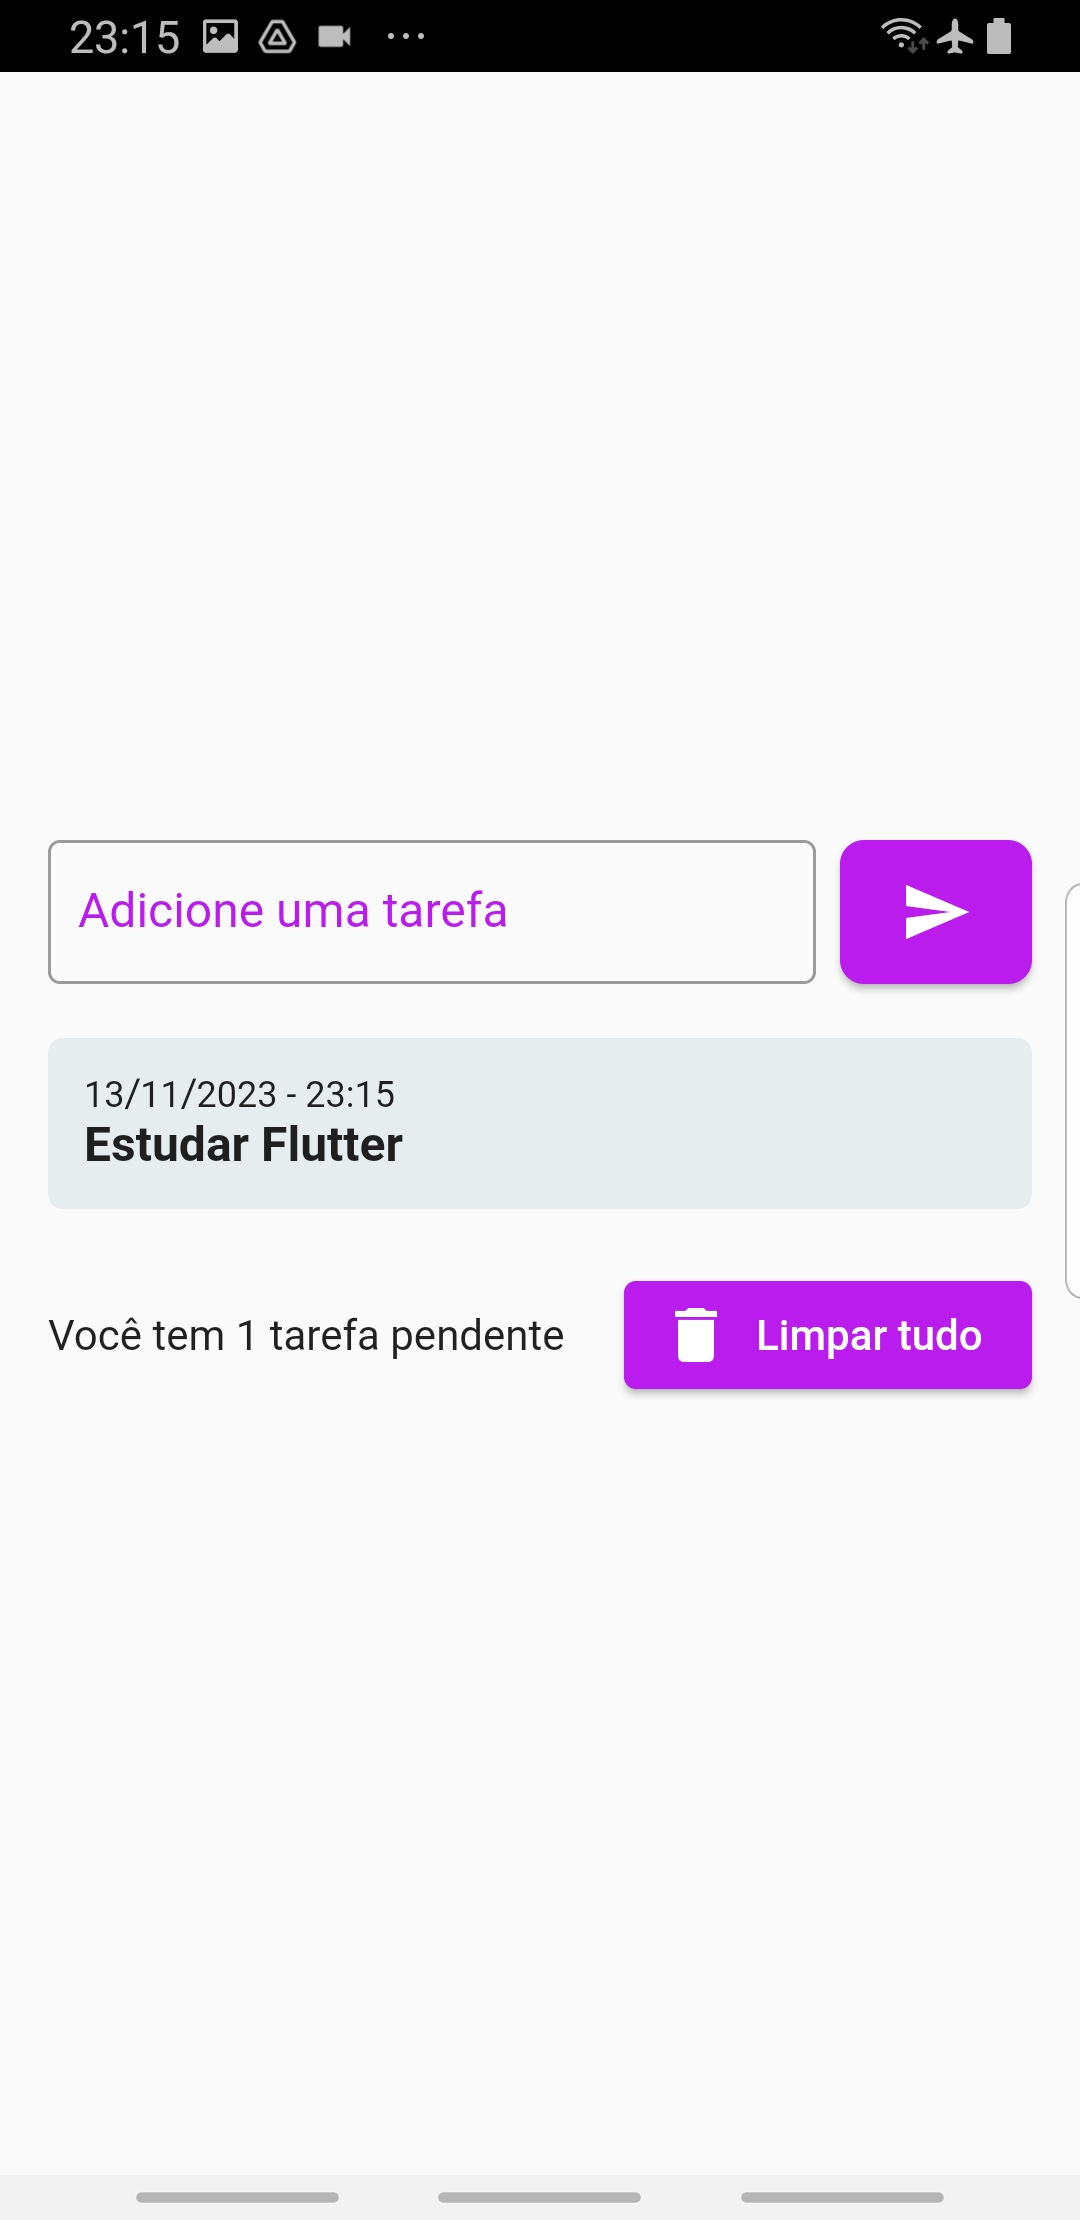 23:15
Adicione uma tarefa
13/11/2023 - 23:15
Estudar Flutter
Você tem 1 tarefa pendente
Limpar tudo